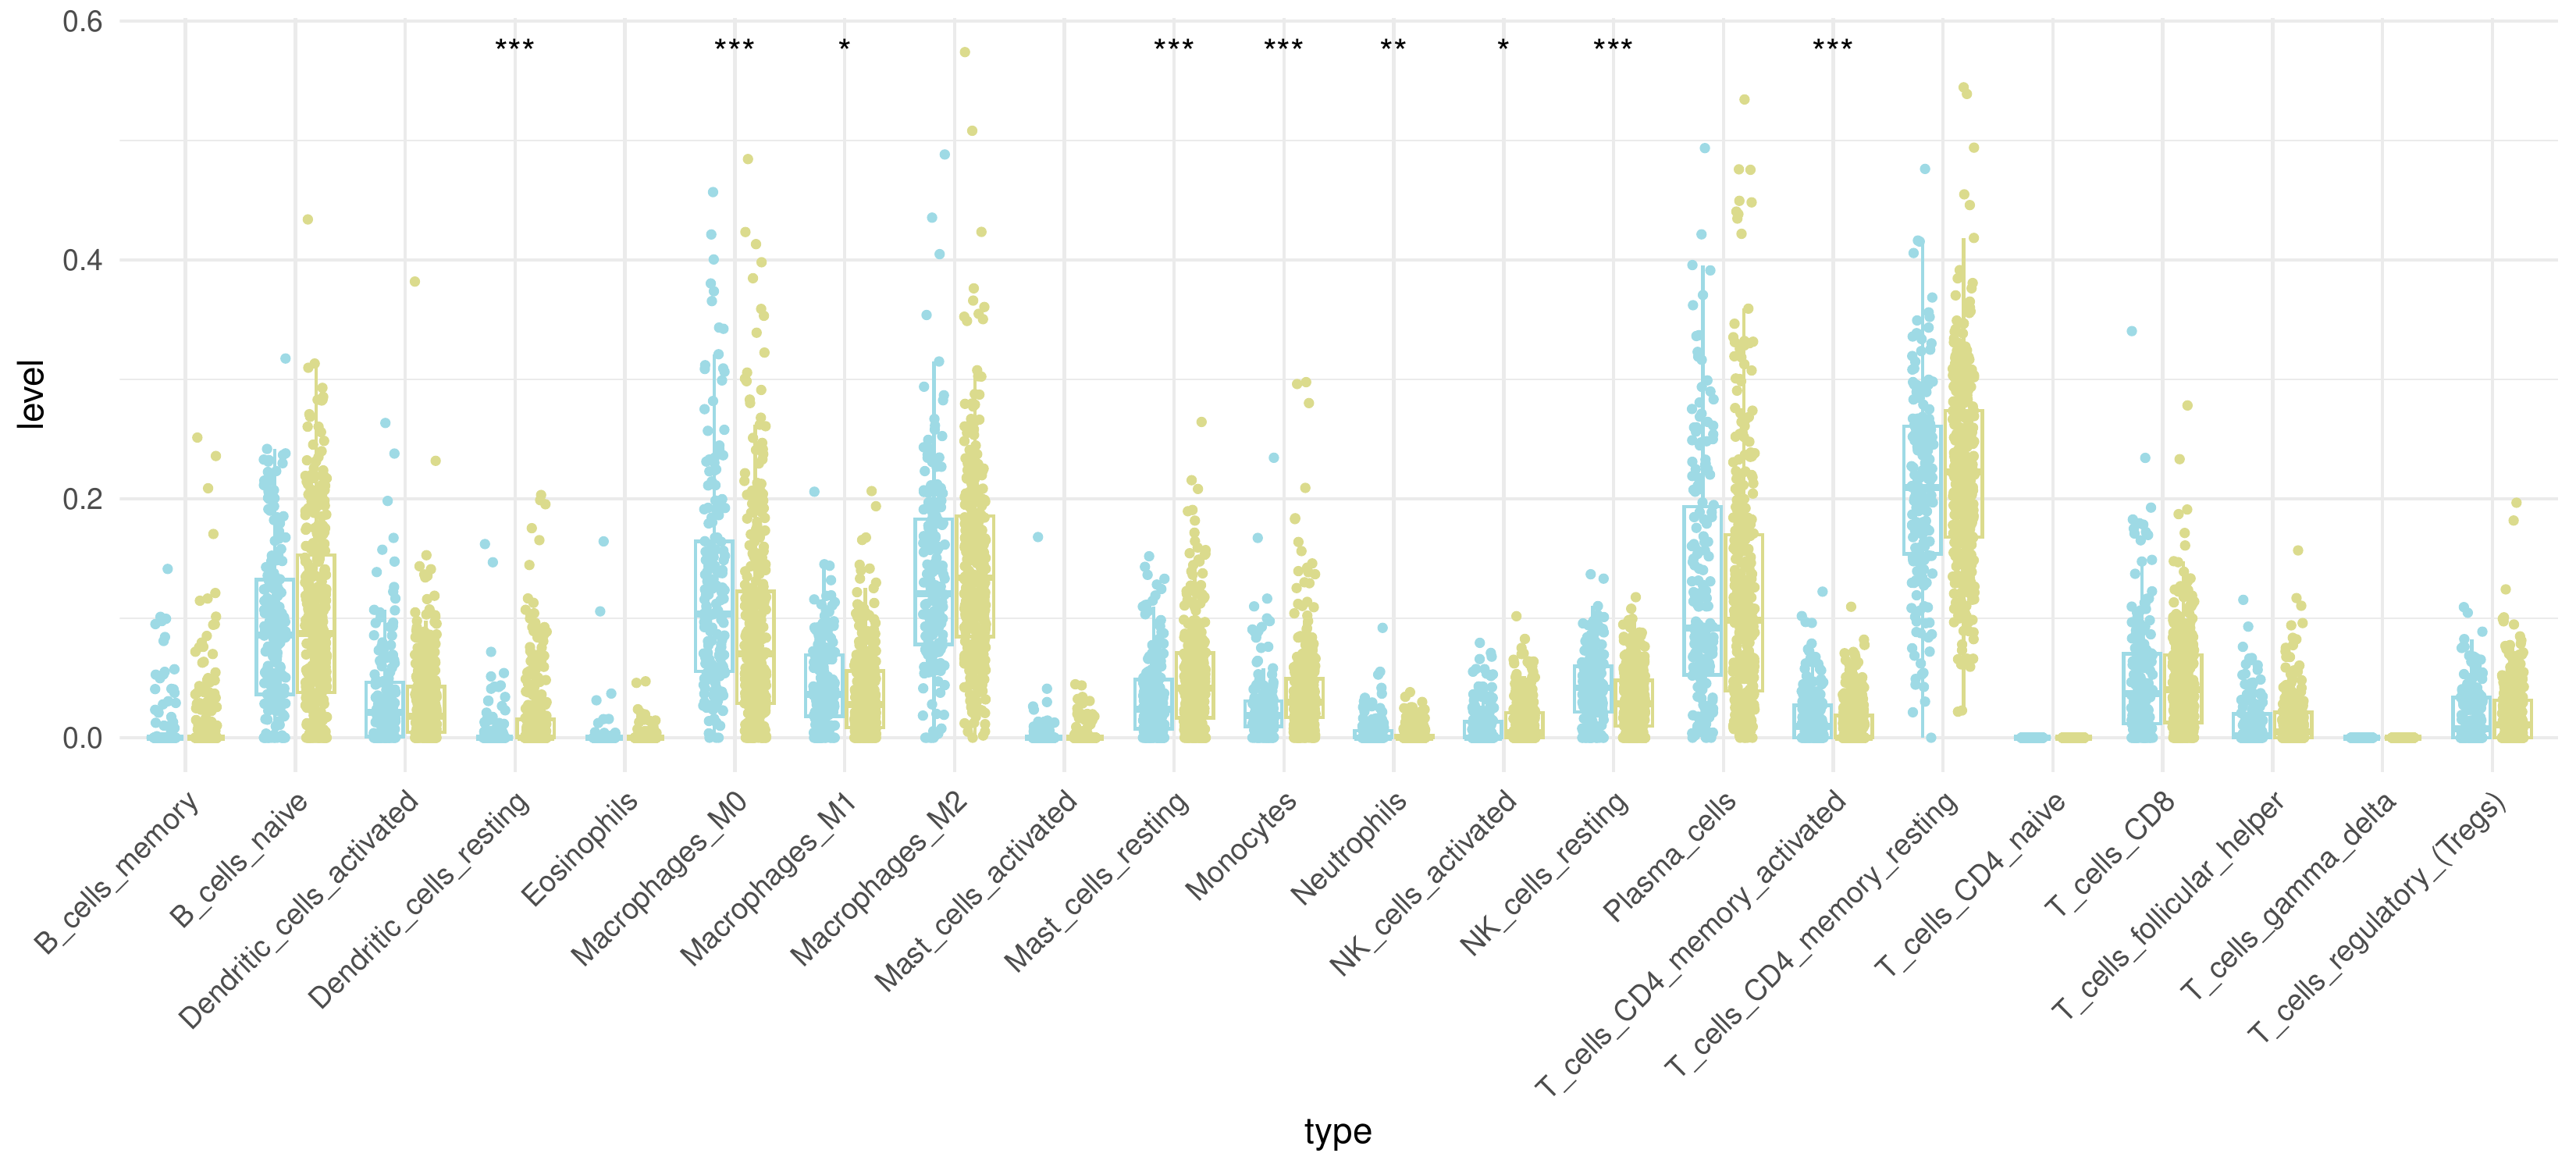 0.6
*** *** * *** *** ** * *** ***
0.4
0.2
0.0
level
B_cells_memory
B_cells_naive
Dendritic_cells_activated
Dendritic_cells_resting
Eosinophils
Macrophages_M0
Macrophages_M1
Macrophages_M2
Mast_cells_activated
Mast_cells_resting
Monocytes
Neutrophils
NK_cells_activated
NK_cells_resting
Plasma_cells
T_cells_CD4_memory_activated
T_cells_CD4_memory_resting
T_cells_CD4_naive
T_cells_CD8
T_cells_follicular_helper
T_cells_gamma_delta
T_cells_regulatory_(Tregs)
type